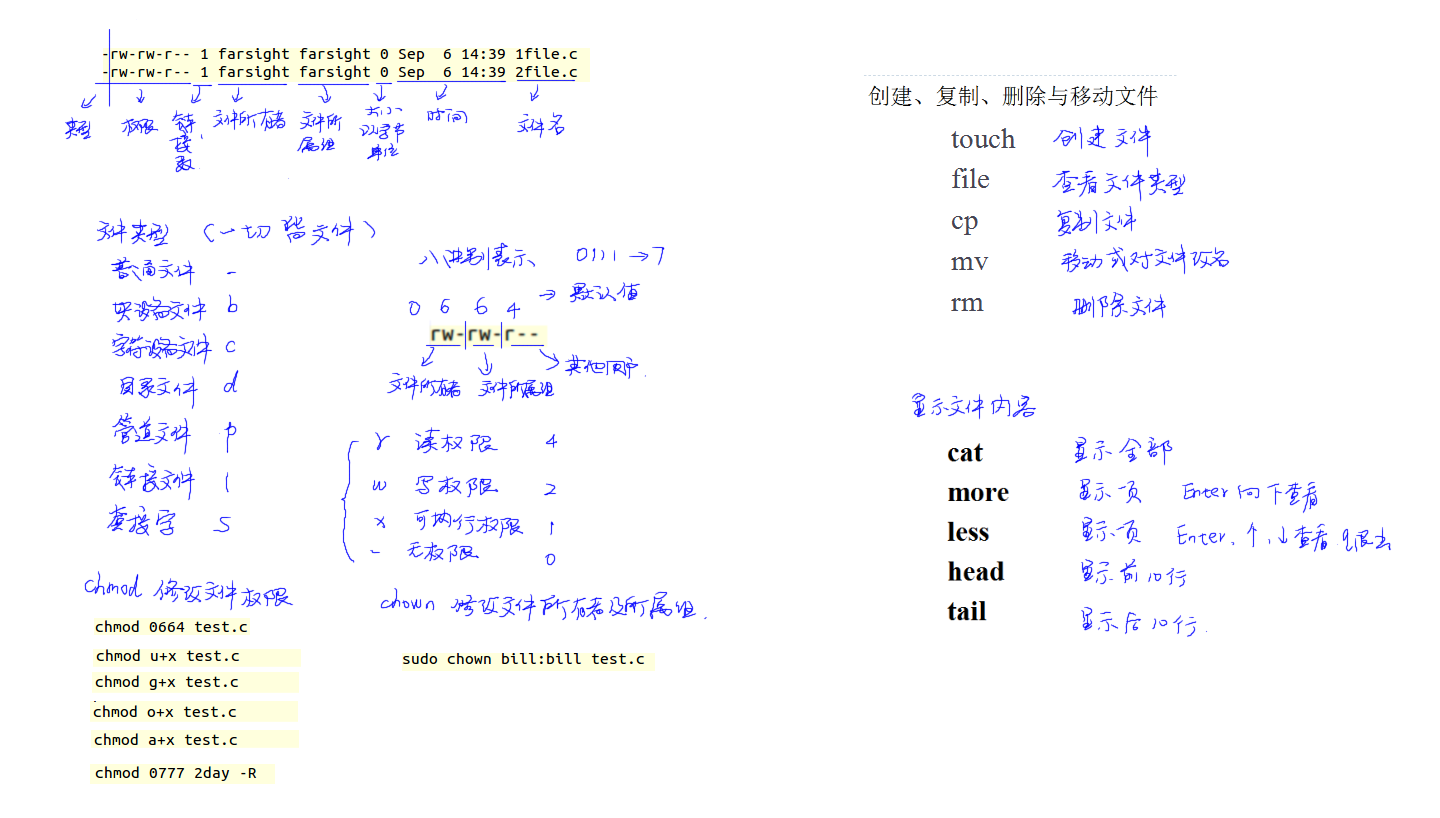 -rw-rw-r-- 1 farsight farsight 0 Sep  6 14:39 1file.c
-rw-rw-r-- 1 farsight farsight 0 Sep  6 14:39 2file.c
类型 权限 链接数 文件所有者 文件所属组 大小以字节单位 时间 文件名
文件类型 (一切皆文件)
普通文件 -
块设备文件 b
字符设备文件 c
目录文件 d
管道文件 p
链接文件 l
套接字 s
八进制表示、 0111→7
0 6 6 4 → 默认值
rw-rw-r--
文件所有者 文件所属组 其他用户.
r 读权限 4
w 写权限 2
x 可执行权限 1
- 无权限 0
chmod 修改文件权限
chmod 0664 test.c
chmod u+x test.c
chmod g+x test.c
chmod o+x test.c
chmod a+x test.c
chmod 0777 2day -R
chown 修改文件所有者及所属组.
sudo chown bill:bill test.c
创建、复制、删除与移动文件
touch 创建文件
file 查看文件类型
cp 复制文件
mv 移动或对文件改名
rm 删除文件
显示文件内容
cat 显示全部
more 显示一页 Enter向下查看
less 显示一页 Enter、↑、↓查看 q退出
head 显示前10行
tail 显示后10行.